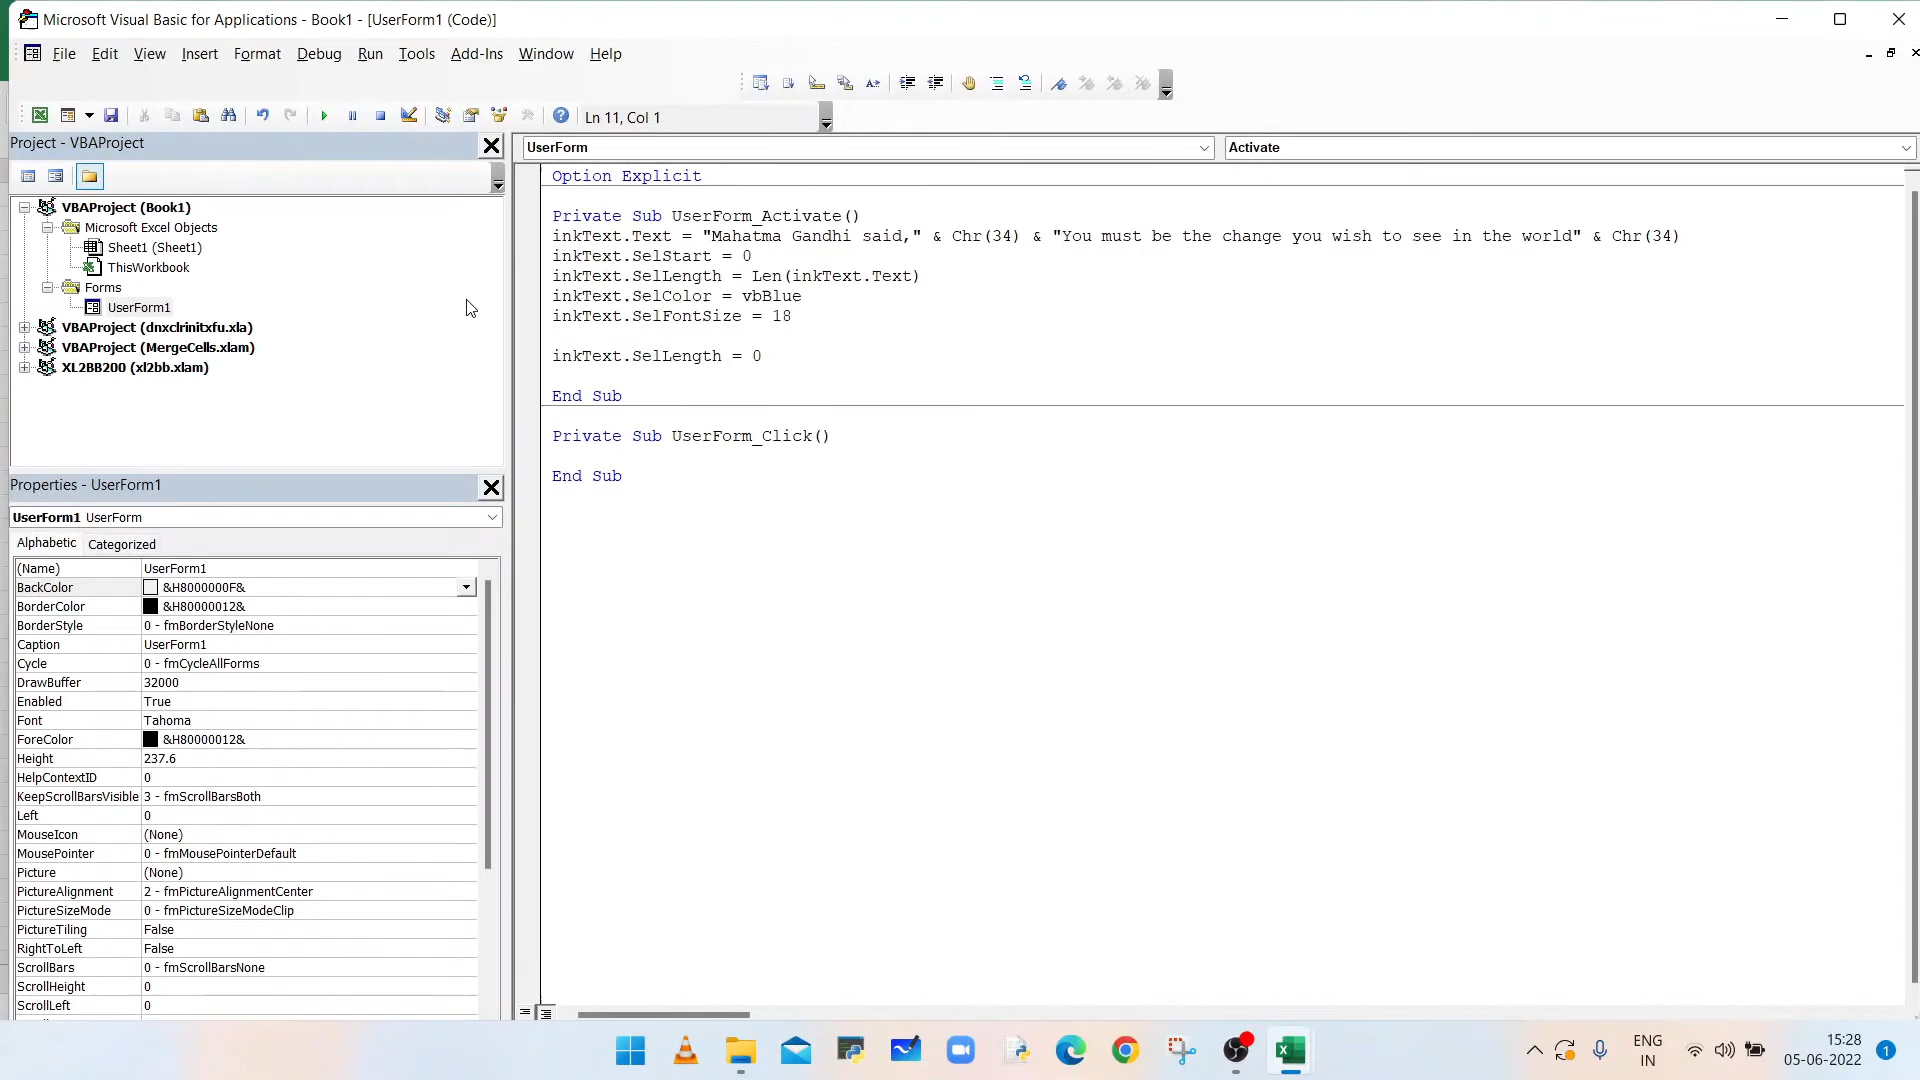 Microsoft Visual Basic for Applications - Book1 - [UserForm1 (Code)]
File Edit View Insert Format Debug Run Tools Add-Ins Window Help
Ln 11, Col 1
Project - VBAProject
UserForm
Activate
VBAProject (Book1)
Microsoft Excel Objects
Sheet1 (Sheet1)
ThisWorkbook
Forms
UserForm1
VBAProject (dnxclrinitxfu.xla)
VBAProject (MergeCells.xlam)
XL2BB200 (xl2bb.xlam)
Option Explicit
Private Sub UserForm_Activate()
inkText.Text = "Mahatma Gandhi said," & Chr(34) & "You must be the change you wish to see in the world" & Chr(34)
inkText.SelStart = 0
inkText.SelLength = Len(inkText.Text)
inkText.SelColor = vbBlue
inkText.SelFontSize = 18
inkText.SelLength = 0
End Sub
Private Sub UserForm_Click()
End Sub
Properties - UserForm1
UserForm1 UserForm
Alphabetic Categorized
(Name) UserForm1
BackColor &H8000000F&
BorderColor &H80000012&
BorderStyle 0 - fmBorderStyleNone
Caption UserForm1
Cycle 0 - fmCycleAllForms
DrawBuffer 32000
Enabled True
Font Tahoma
ForeColor &H80000012&
Height 237.6
HelpContextID 0
KeepScrollBarsVisible 3 - fmScrollBarsBoth
Left 0
MouseIcon (None)
MousePointer 0 - fmMousePointerDefault
Picture (None)
PictureAlignment 2 - fmPictureAlignmentCenter
PictureSizeMode 0 - fmPictureSizeModeClip
PictureTiling False
RightToLeft False
ScrollBars 0 - fmScrollBarsNone
ScrollHeight 0
ScrollLeft 0
ENG
IN
15:28
05-06-2022
1